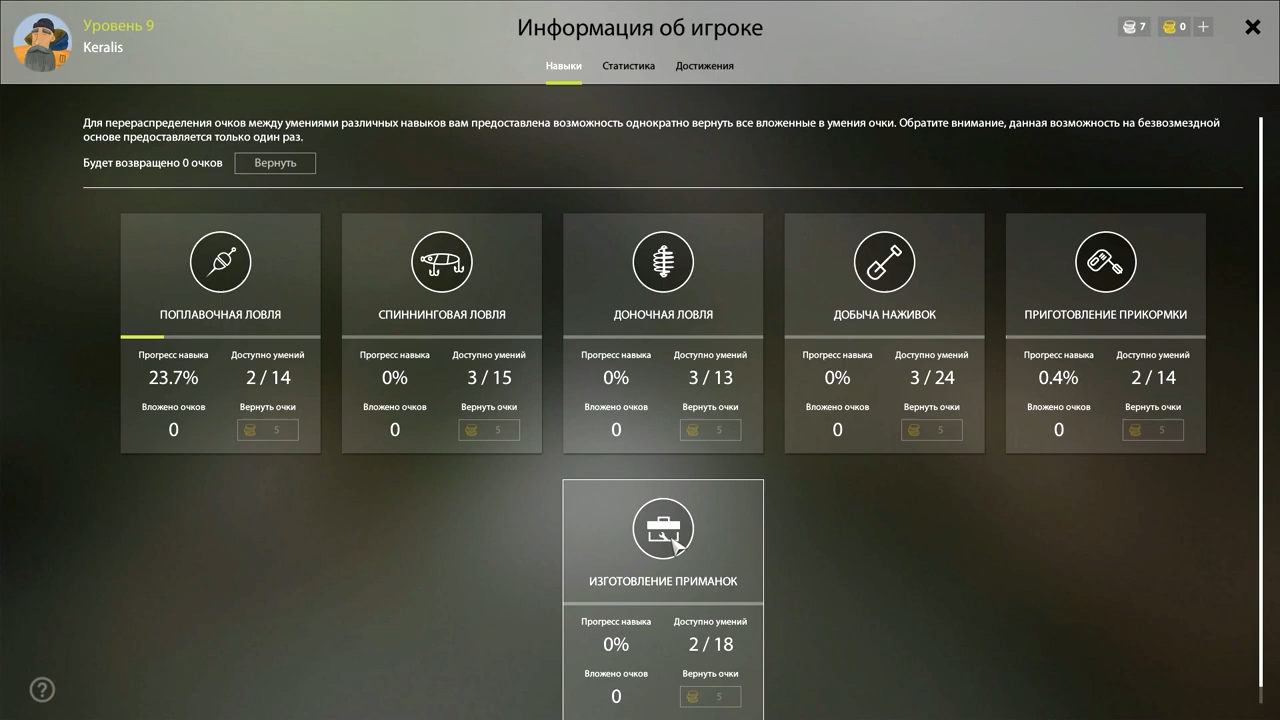 Уровень 9
Keralis
Информация об игроке
7
0
Навыки
Статистика
Достижения
Для перераспределения очков между умениями различных навыков вам предоставлена возможность однократно вернуть все вложенные в умения очки. Обратите внимание, данная возможность на безвозмездной
основе предоставляется только один раз.
Будет возвращено 0 очков
Вернуть
ПОПЛАВОЧНАЯ ЛОВЛЯ
Прогресс навыка
Доступно умений
23.7%
2 / 14
Вложено очков
Вернуть очки
0
5
СПИННИНГОВАЯ ЛОВЛЯ
Прогресс навыка
Доступно умений
0%
3 / 15
Вложено очков
Вернуть очки
0
5
ДОНОЧНАЯ ЛОВЛЯ
Прогресс навыка
Доступно умений
0%
3 / 13
Вложено очков
Вернуть очки
0
5
ДОБЫЧА НАЖИВОК
Прогресс навыка
Доступно умений
0%
3 / 24
Вложено очков
Вернуть очки
0
5
ПРИГОТОВЛЕНИЕ ПРИКОРМКИ
Прогресс навыка
Доступно умений
0.4%
2 / 14
Вложено очков
Вернуть очки
0
5
ИЗГОТОВЛЕНИЕ ПРИМАНОК
Прогресс навыка
Доступно умений
0%
2 / 18
Вложено очков
Вернуть очки
0
5
?